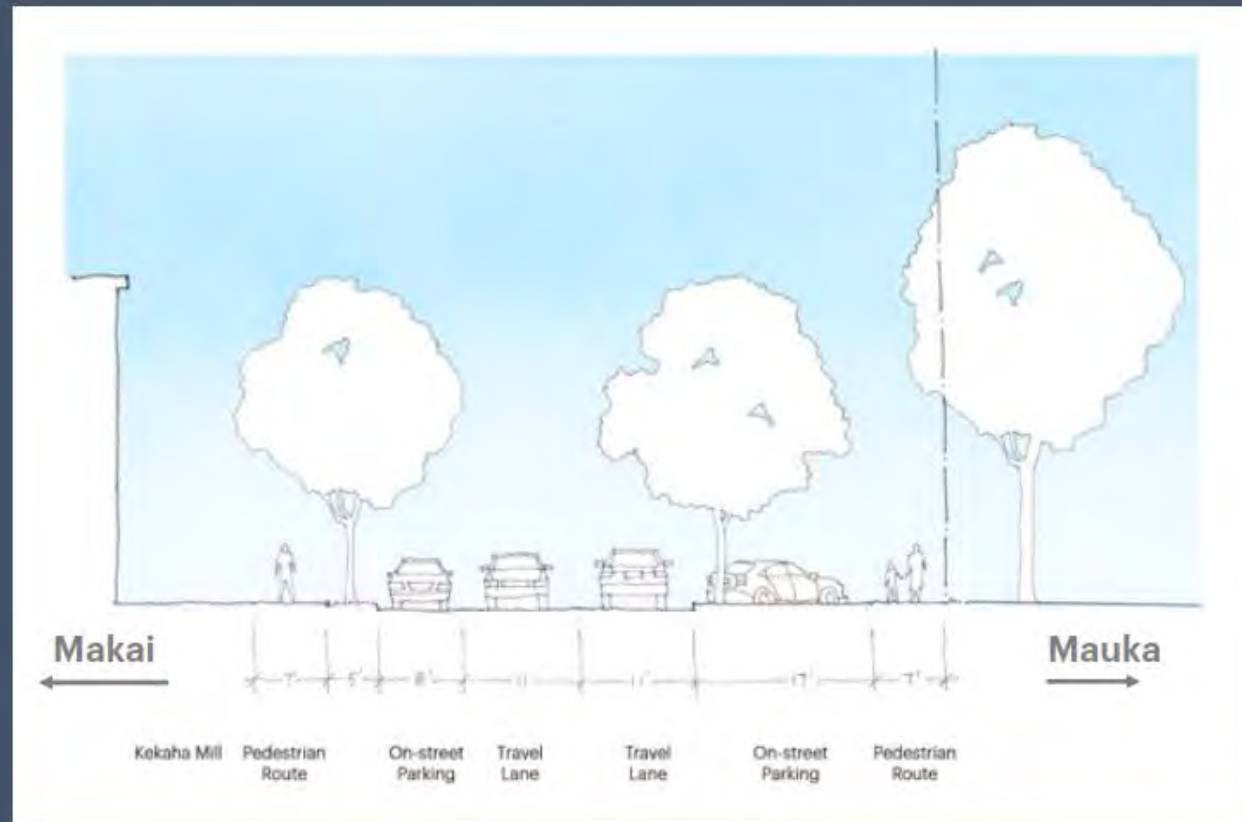 Makai
Mauka
7' 5' 8' 11 11' 17' 7'
Kekaha Mill
Pedestrian
Route
On-street
Parking
Travel
Lane
Travel
Lane
On-street
Parking
Pedestrian
Route